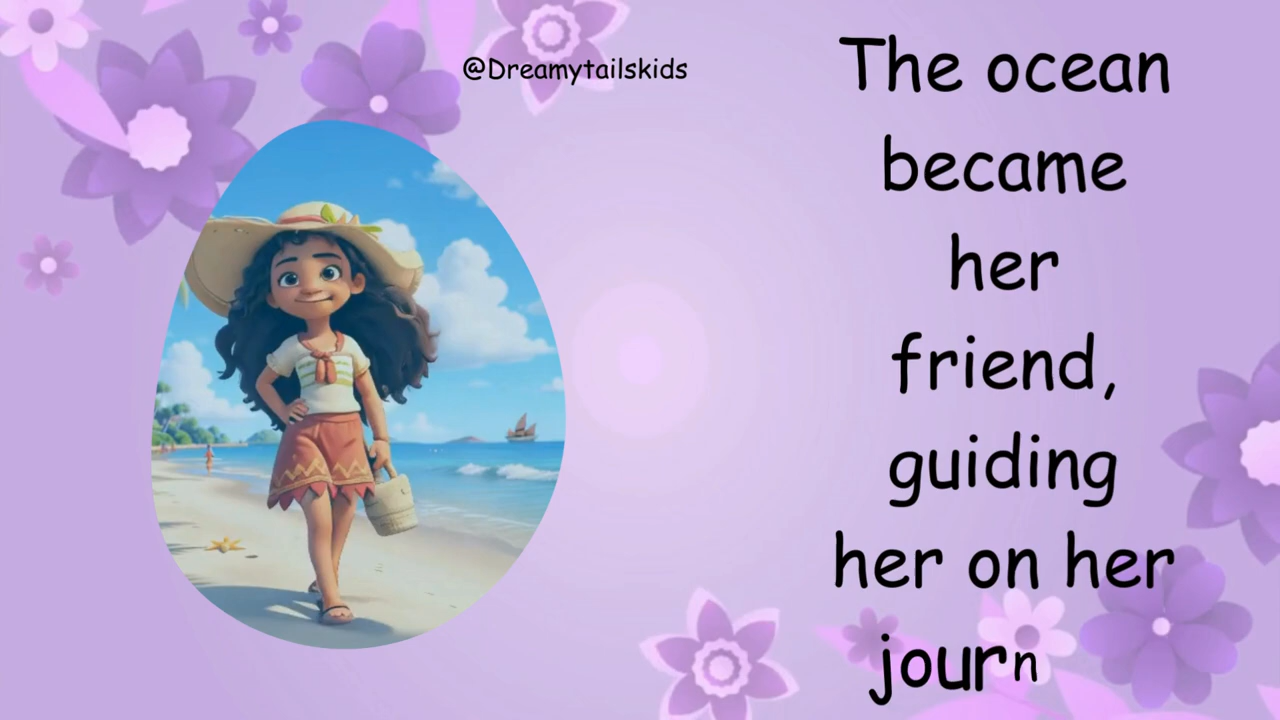 @Dreamytailskids
The ocean
became
her
friend,
guiding
her on her
journ